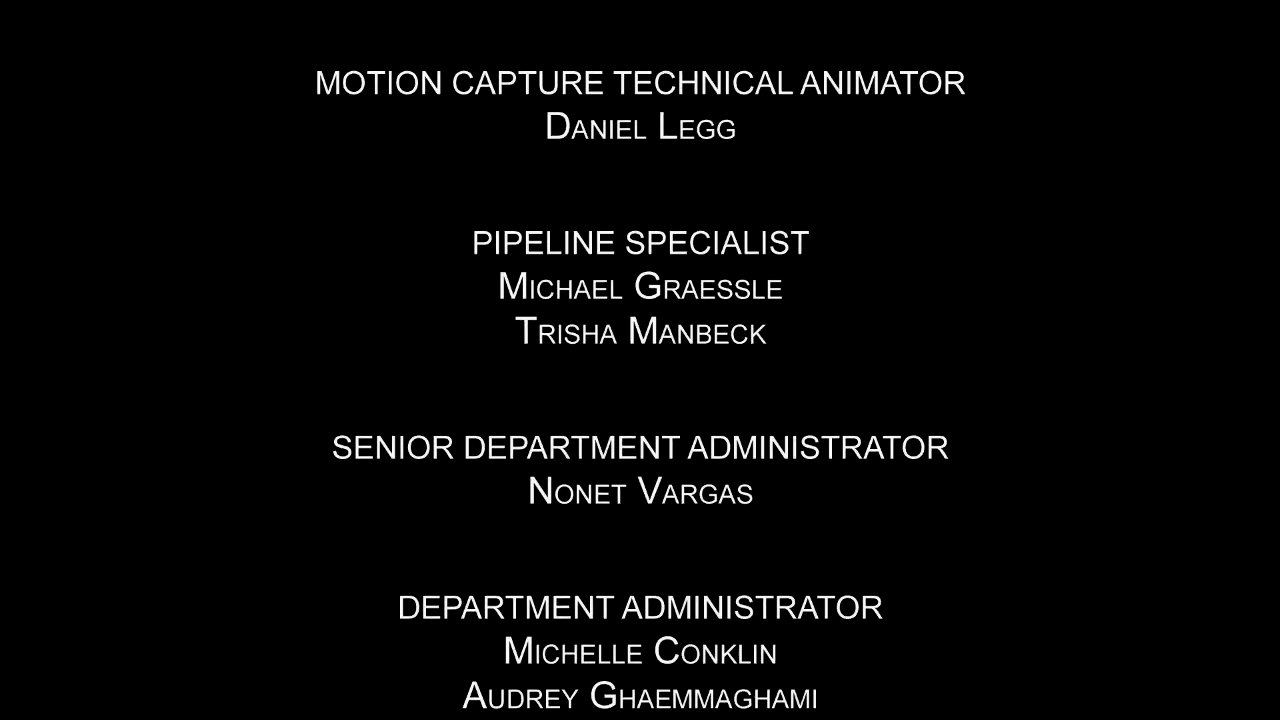 MOTION CAPTURE TECHNICAL ANIMATOR
Daniel Legg
PIPELINE SPECIALIST
Michael Graessle
Trisha Manbeck
SENIOR DEPARTMENT ADMINISTRATOR
Nonet Vargas
DEPARTMENT ADMINISTRATOR
Michelle Conklin
Audrey Ghaemmaghami